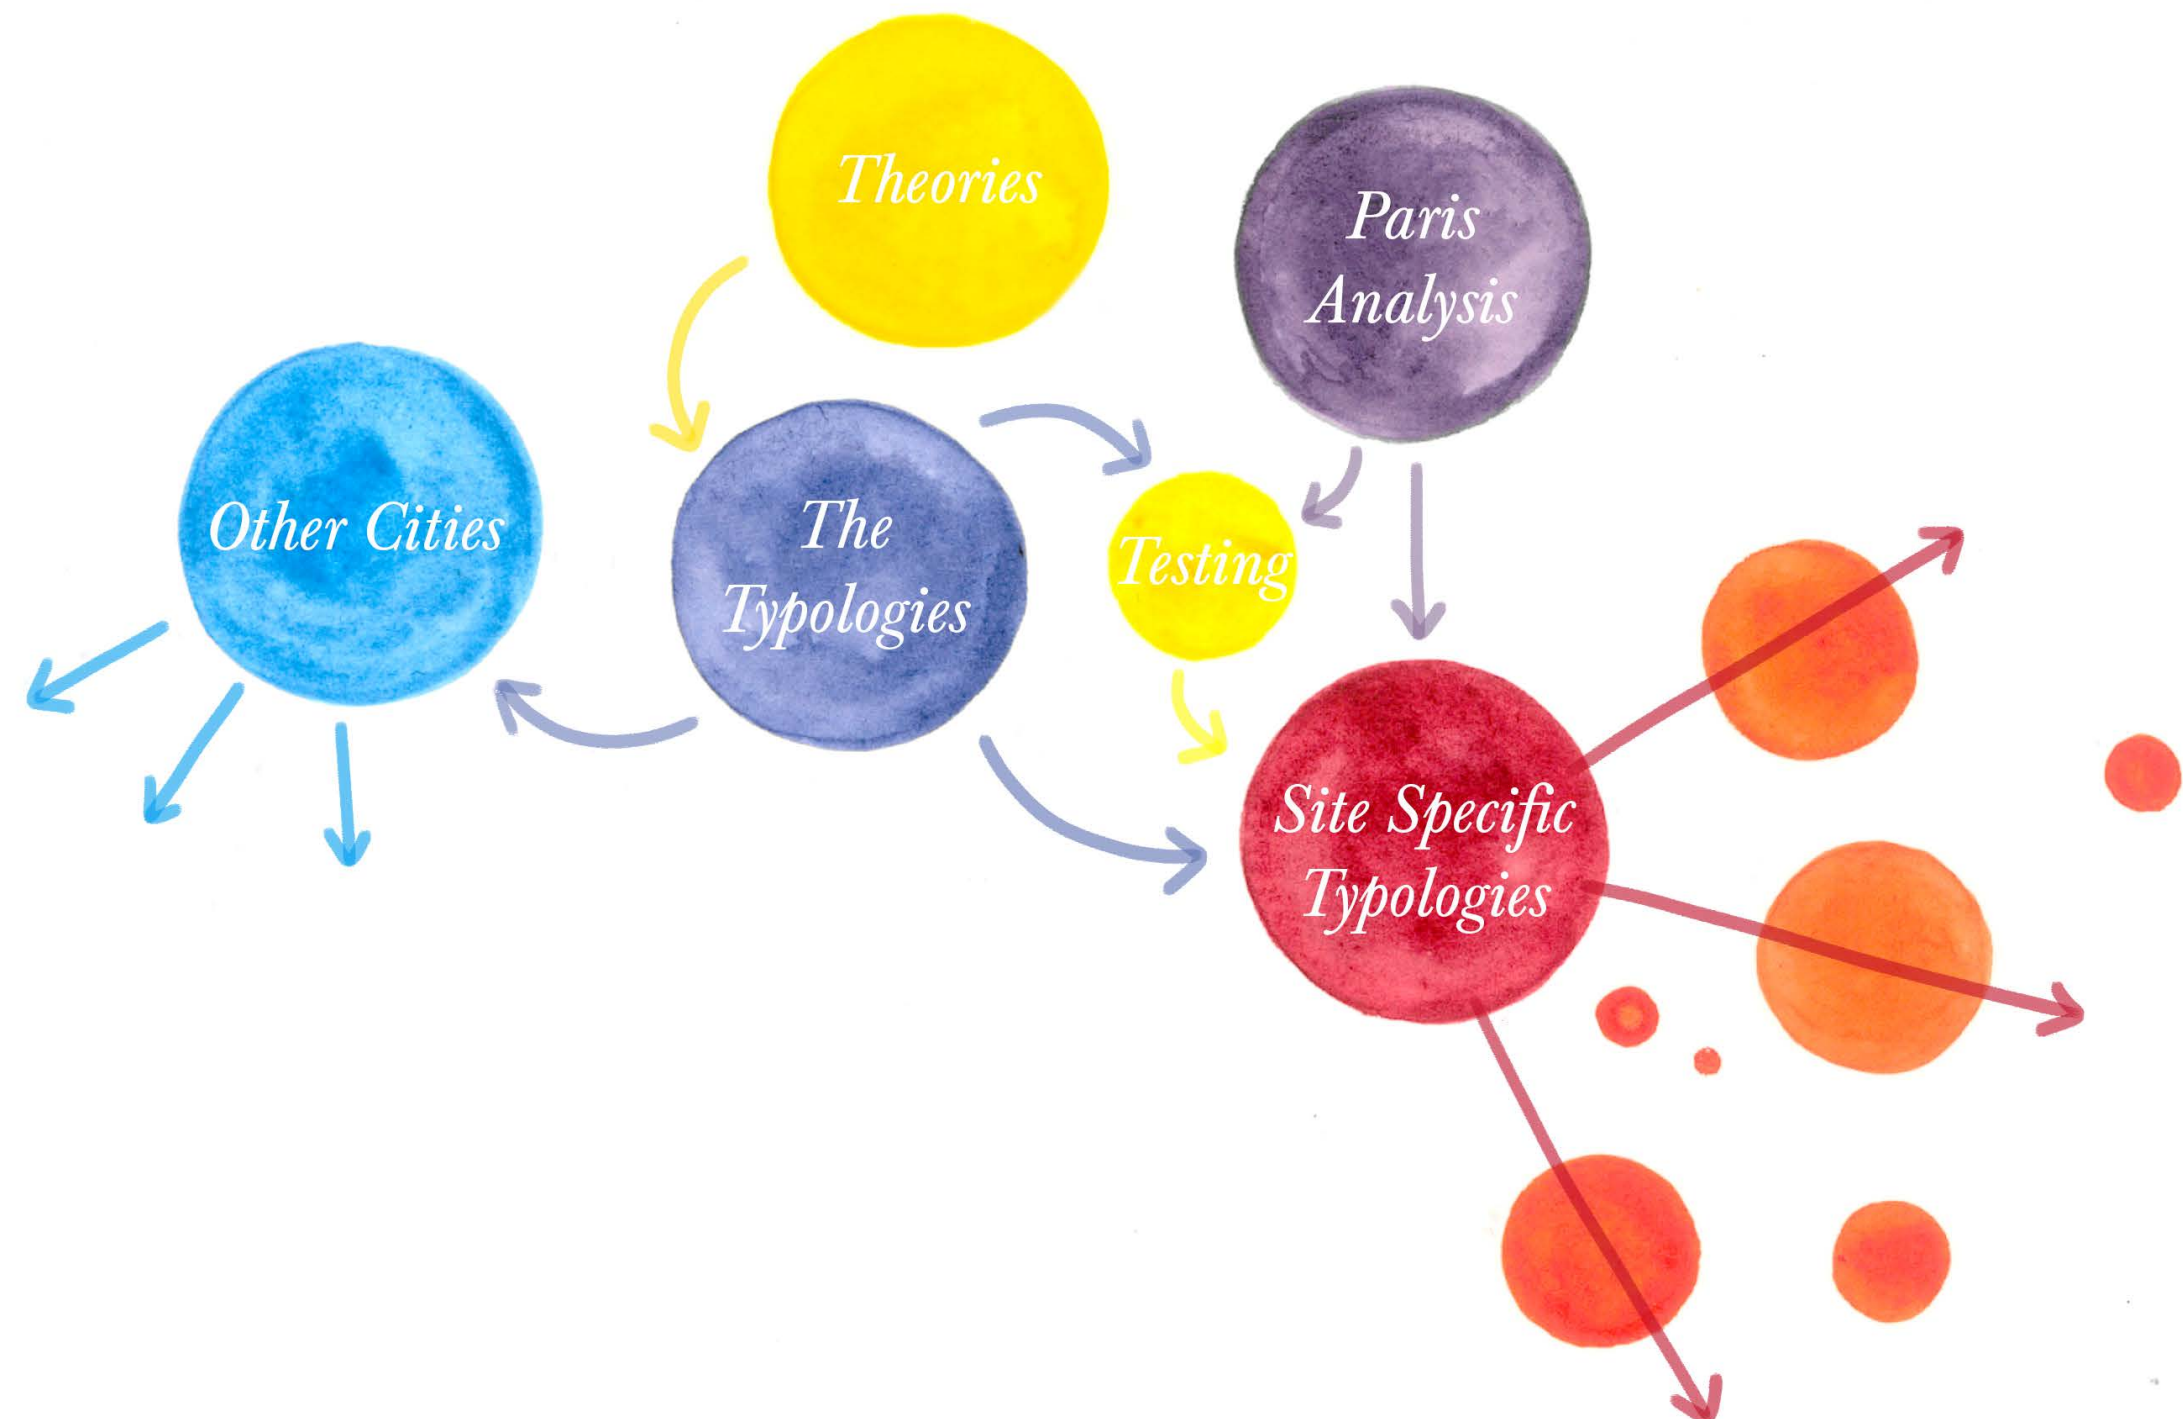 Theories
Paris
Analysis
Other Cities
The
Typologies
Testing
Site Specific
Typologies